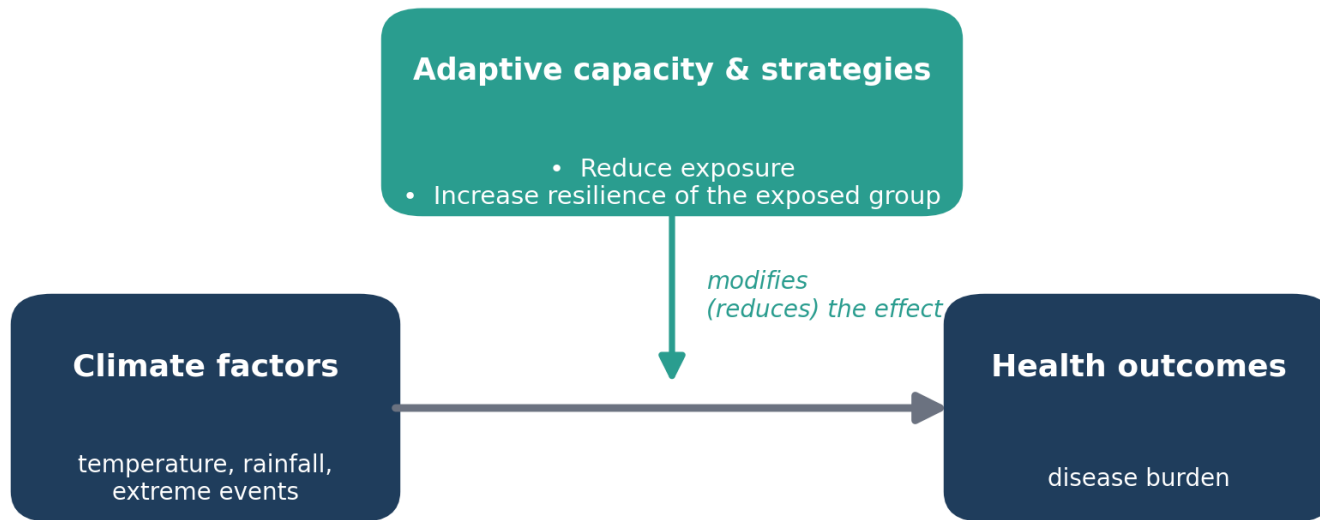 Adaptive capacity & strategies
• Reduce exposure
• Increase resilience of the exposed group
modifies
(reduces) the effect
Climate factors
temperature, rainfall,
extreme events
Health outcomes
disease burden